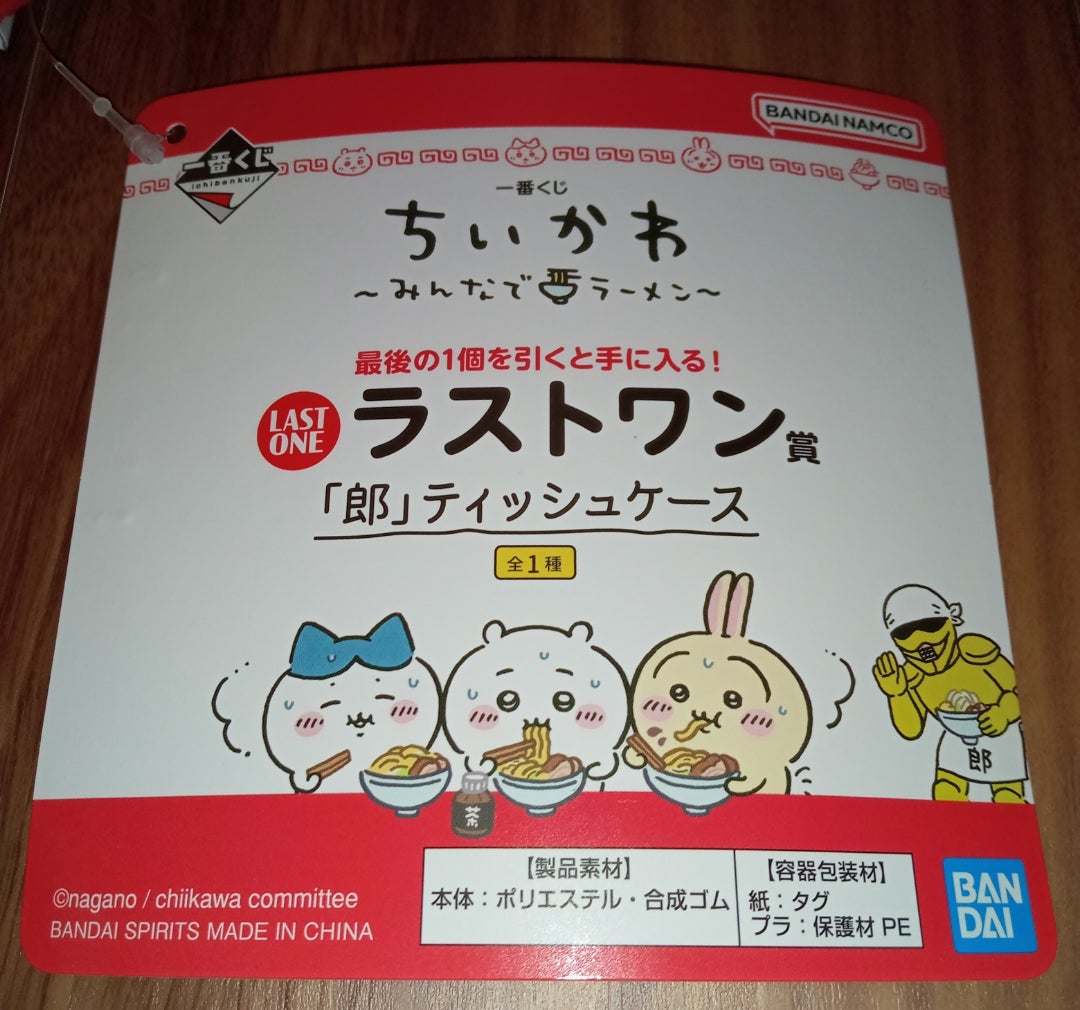 BANDAI NAMCO
一番くじ
ichibankuji
一番くじ
ちいかわ
～みんなでラーメン～
最後の1個を引くと手に入る！
LAST
ONE
ラストワン賞
「郎」ティッシュケース
全1種
郎
茶
©nagano / chiikawa committee
BANDAI SPIRITS MADE IN CHINA
【製品素材】
本体：ポリエステル・合成ゴム
【容器包装材】
紙：タグ
プラ：保護材 PE
BAN
DAI